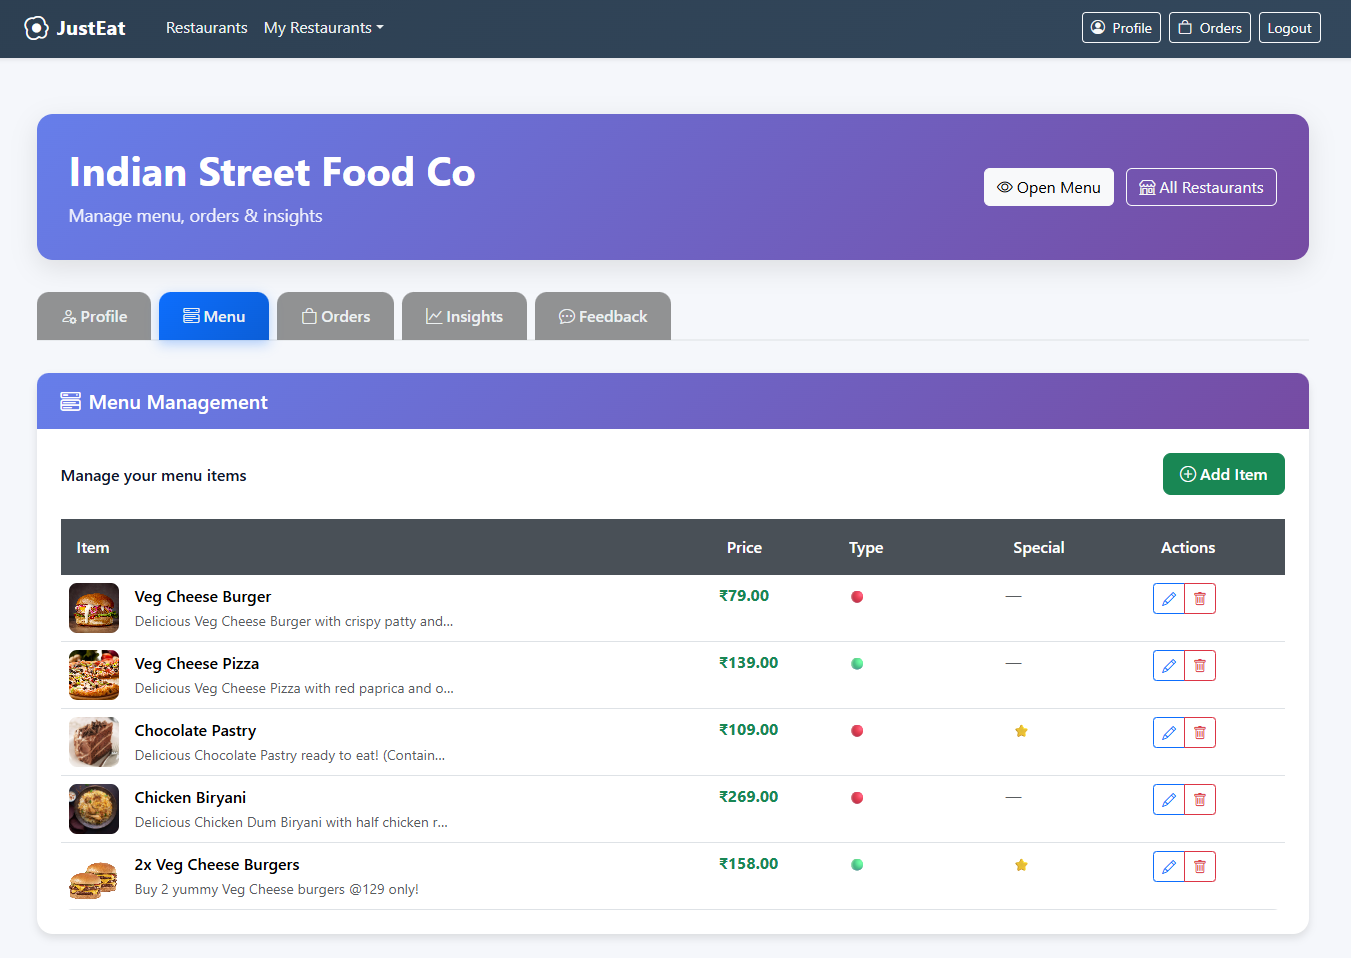 JustEat Restaurants My Restaurants Profile Orders Logout
Indian Street Food Co
Manage menu, orders & insights
Open Menu All Restaurants
Profile Menu Orders Insights Feedback
Menu Management
Manage your menu items Add Item
Item Price Type Special Actions
Veg Cheese Burger ₹79.00 —
Delicious Veg Cheese Burger with crispy patty and...
Veg Cheese Pizza ₹139.00 —
Delicious Veg Cheese Pizza with red paprica and o...
Chocolate Pastry ₹109.00
Delicious Chocolate Pastry ready to eat! (Contain...
Chicken Biryani ₹269.00 —
Delicious Chicken Dum Biryani with half chicken r...
2x Veg Cheese Burgers ₹158.00
Buy 2 yummy Veg Cheese burgers @129 only!